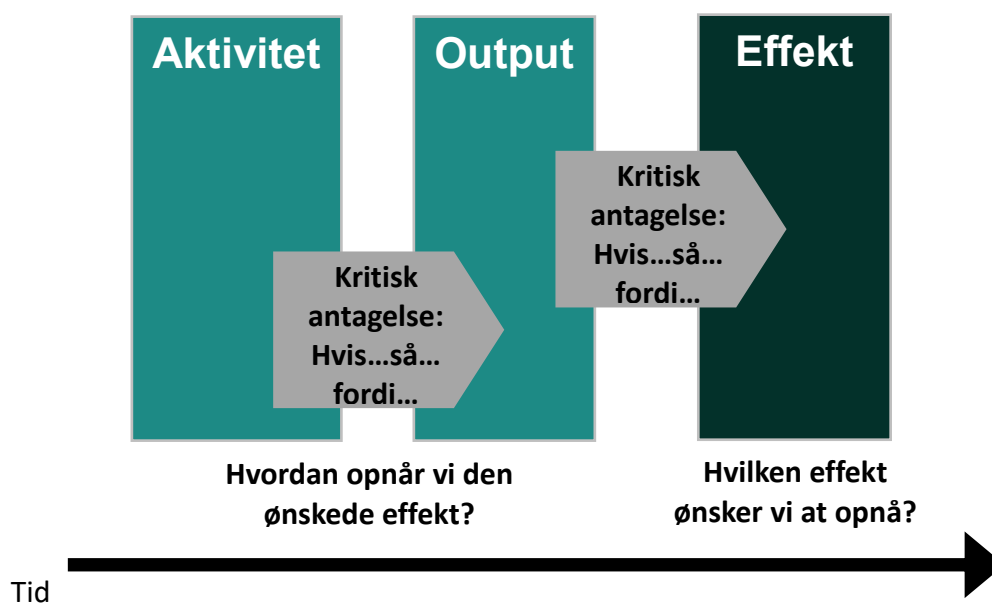 Aktivitet
Output
Effekt
Kritisk
antagelse:
Hvis...så...
fordi...
Kritisk
antagelse:
Hvis...så...
fordi...
Hvordan opnår vi den
ønskede effekt?
Hvilken effekt
ønsker vi at opnå?
Tid